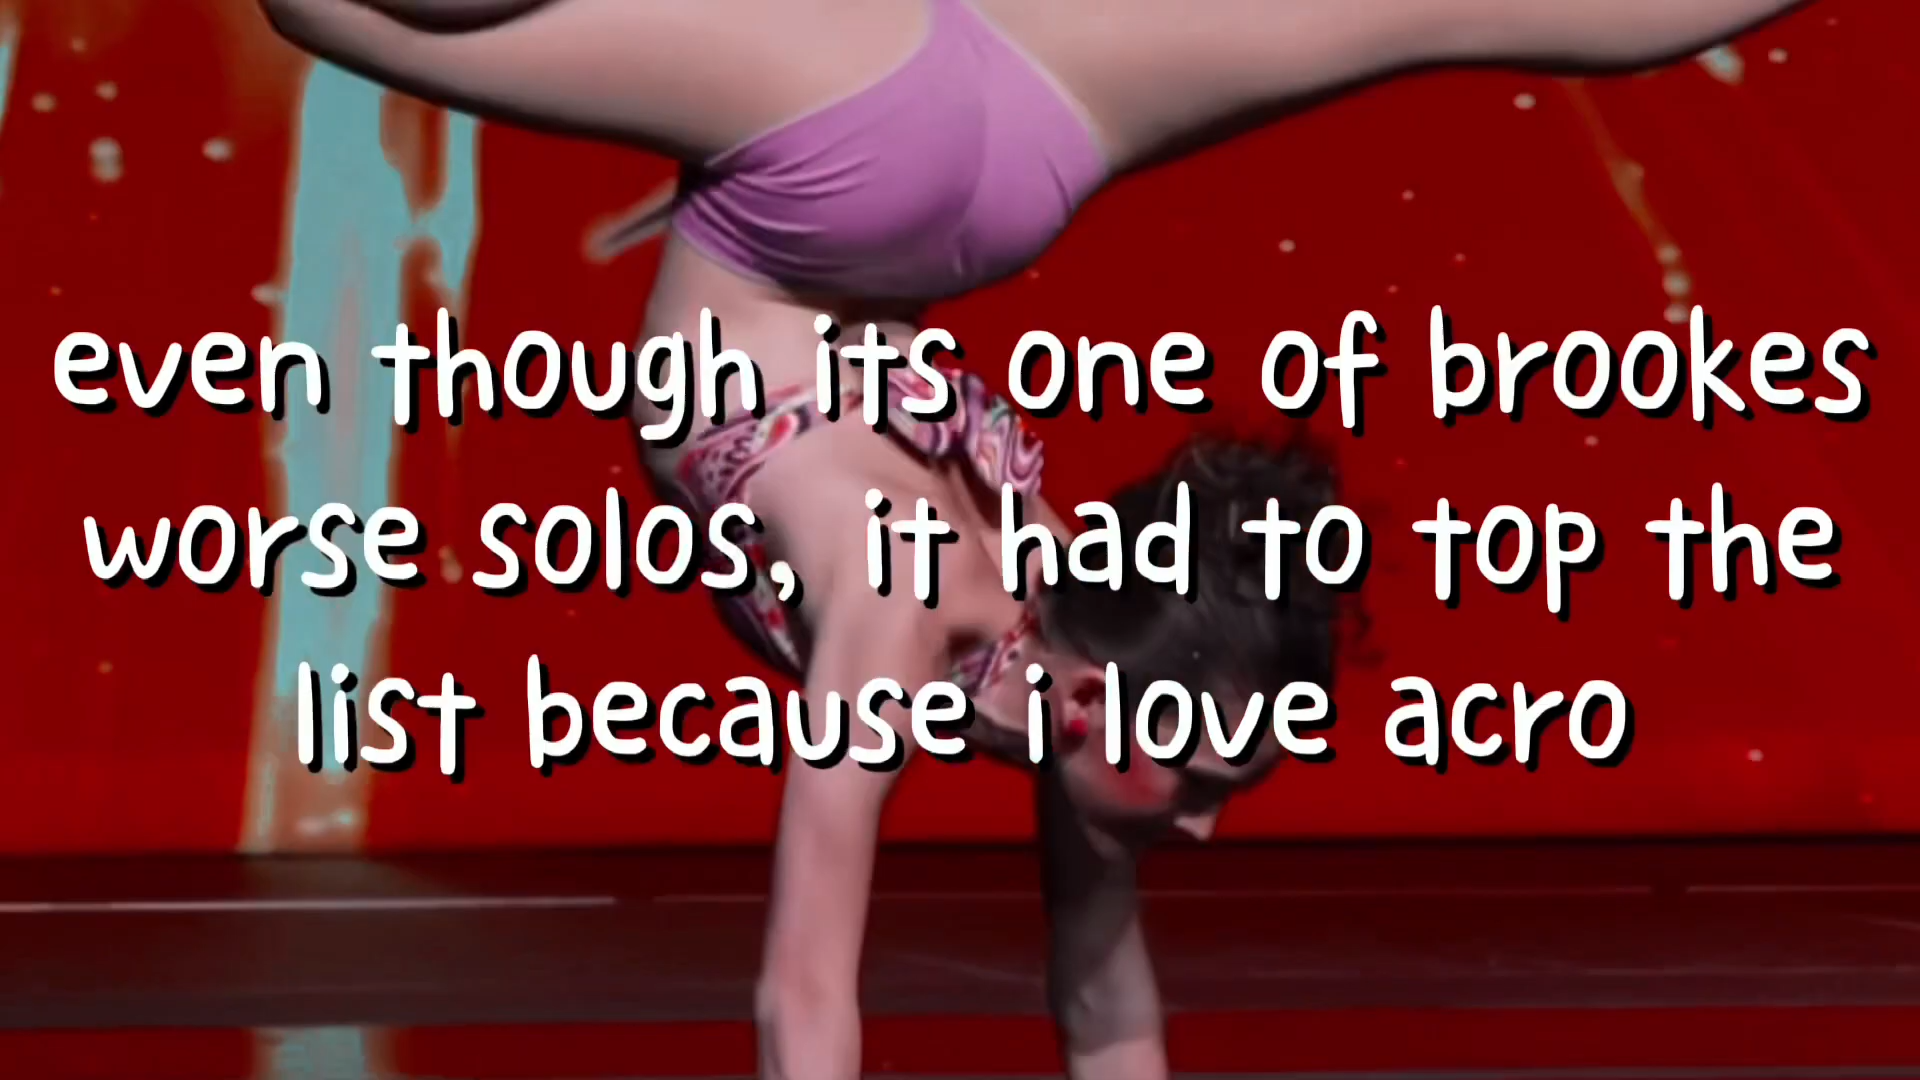 even though its one of brookes
worse solos, it had to top the
list because i love acro